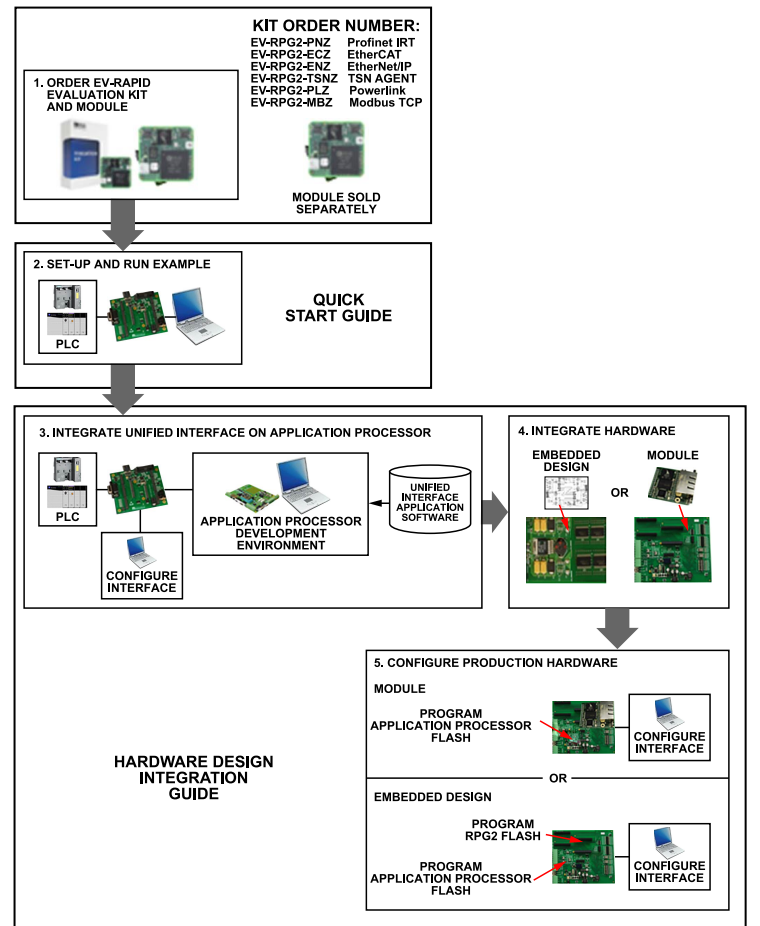 KIT ORDER NUMBER:
EV-RPG2-PNZ Profinet IRT
EV-RPG2-ECZ EtherCAT
EV-RPG2-ENZ EtherNet/IP
EV-RPG2-TSNZ TSN AGENT
EV-RPG2-PLZ Powerlink
EV-RPG2-MBZ Modbus TCP
1. ORDER EV-RAPID
EVALUATION KIT
AND MODULE
MODULE SOLD
SEPARATELY
2. SET-UP AND RUN EXAMPLE
PLC
QUICK
START GUIDE
3. INTEGRATE UNIFIED INTERFACE ON APPLICATION PROCESSOR
PLC
CONFIGURE
INTERFACE
APPLICATION PROCESSOR
DEVELOPMENT
ENVIRONMENT
UNIFIED
INTERFACE
APPLICATION
SOFTWARE
4. INTEGRATE HARDWARE
EMBEDDED
DESIGN
OR
MODULE
5. CONFIGURE PRODUCTION HARDWARE
MODULE
PROGRAM
APPLICATION PROCESSOR
FLASH
CONFIGURE
INTERFACE
OR
EMBEDDED DESIGN
PROGRAM
RPG2 FLASH
PROGRAM
APPLICATION PROCESSOR
FLASH
CONFIGURE
INTERFACE
HARDWARE DESIGN
INTEGRATION
GUIDE